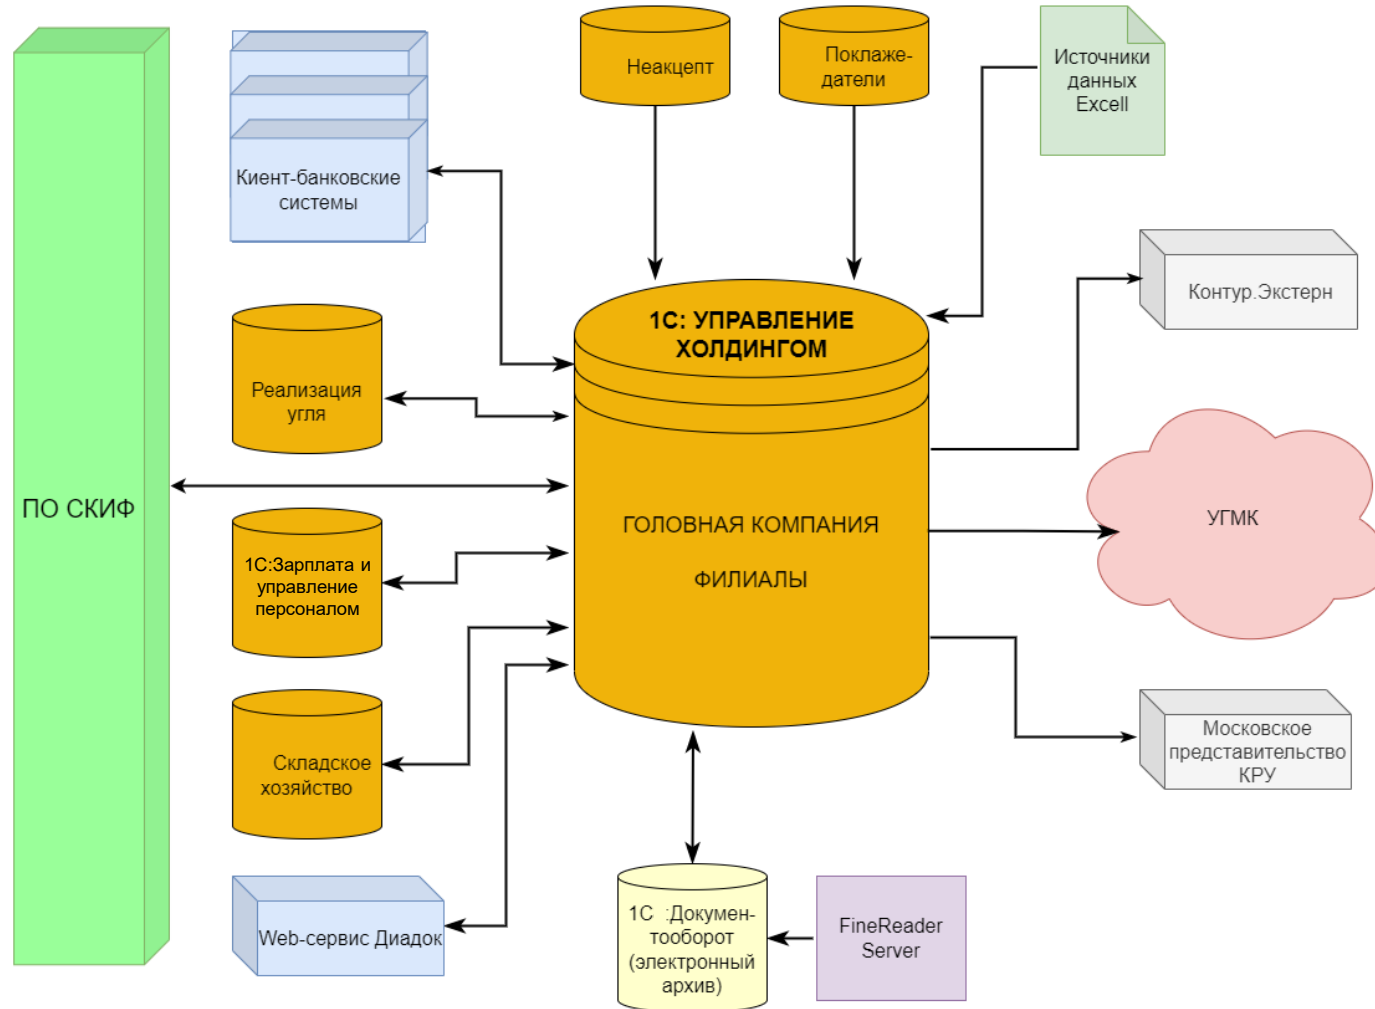 Неакцепт
Поклаже-
датели
Источники
данных
Excell
Киент-банковские
системы
1С: УПРАВЛЕНИЕ
ХОЛДИНГОМ
Контур.Экстерн
Реализация
угля
ПО СКИФ
ГОЛОВНАЯ КОМПАНИЯ
ФИЛИАЛЫ
УГМК
1С:Зарплата и
управление
персоналом
Складское
хозяйство
Московское
представительство
КРУ
Web-сервис Диадок
1С :Докумен-
тооборот
(электронный
архив)
FineReader
Server